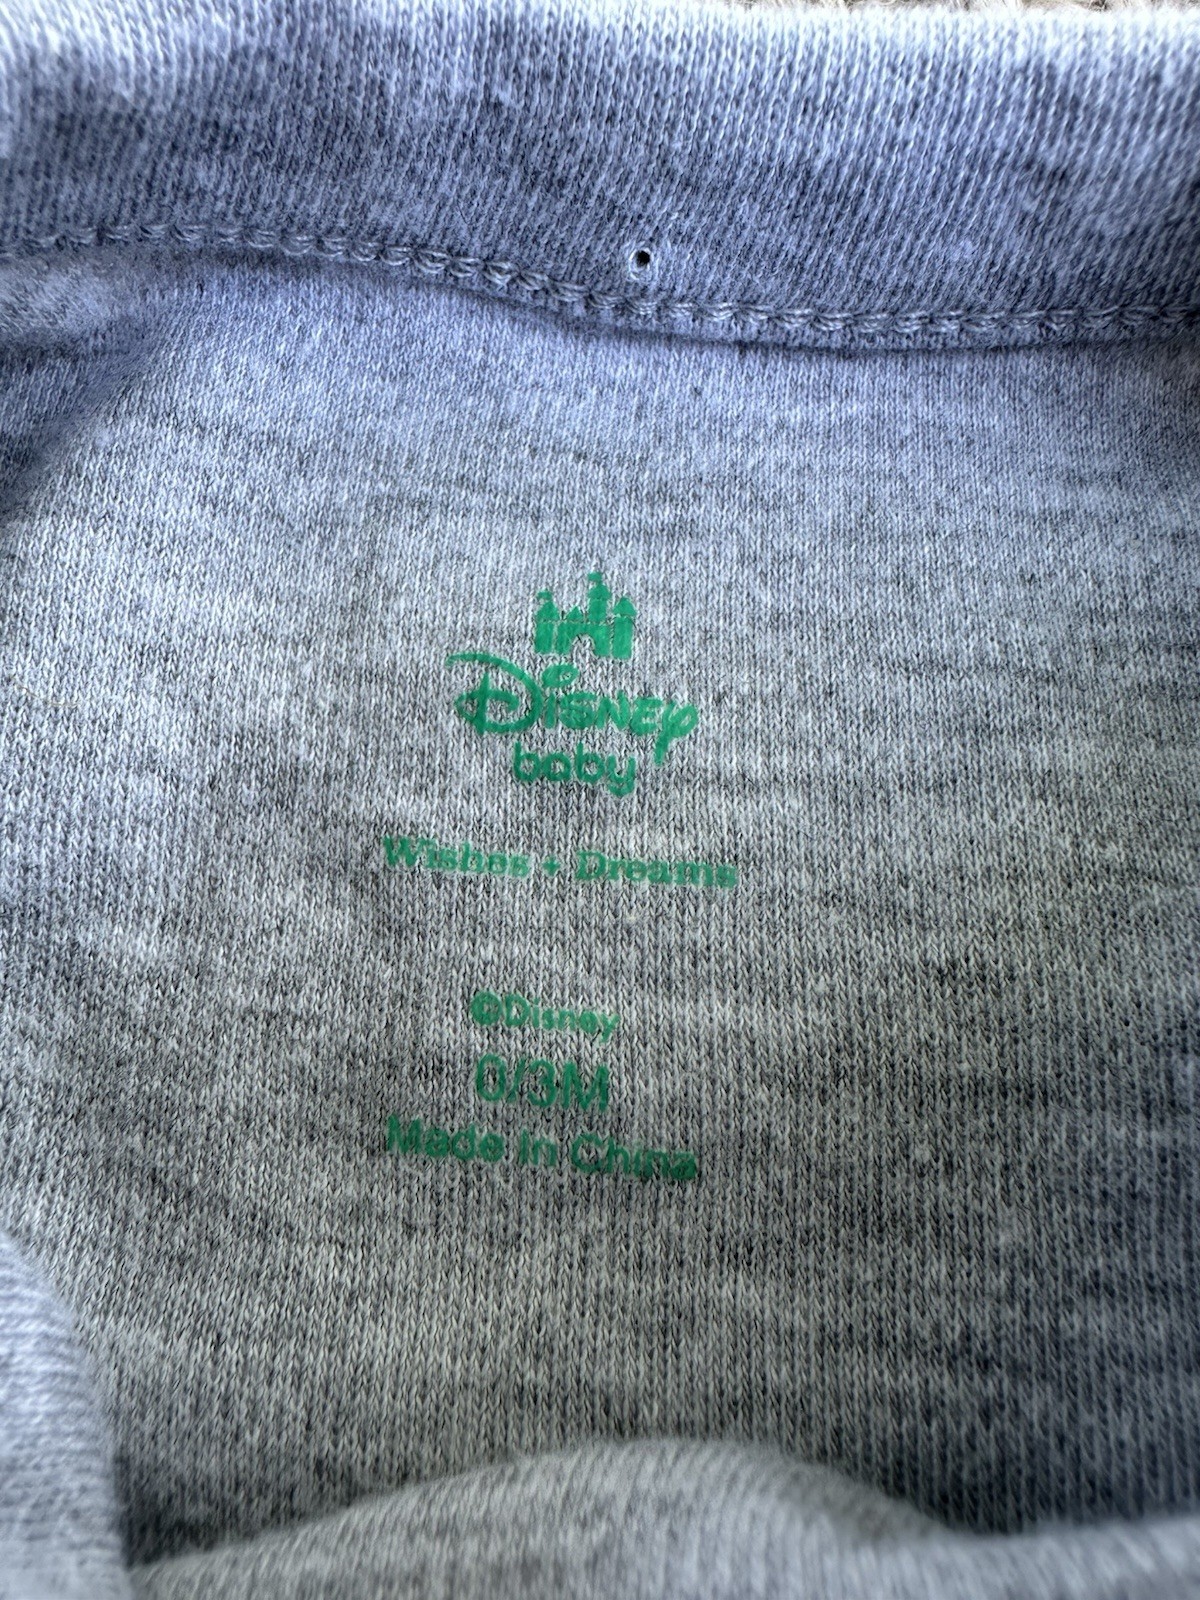 Disney
baby
Wishes + Dreams
©Disney
0/3M
Made in China